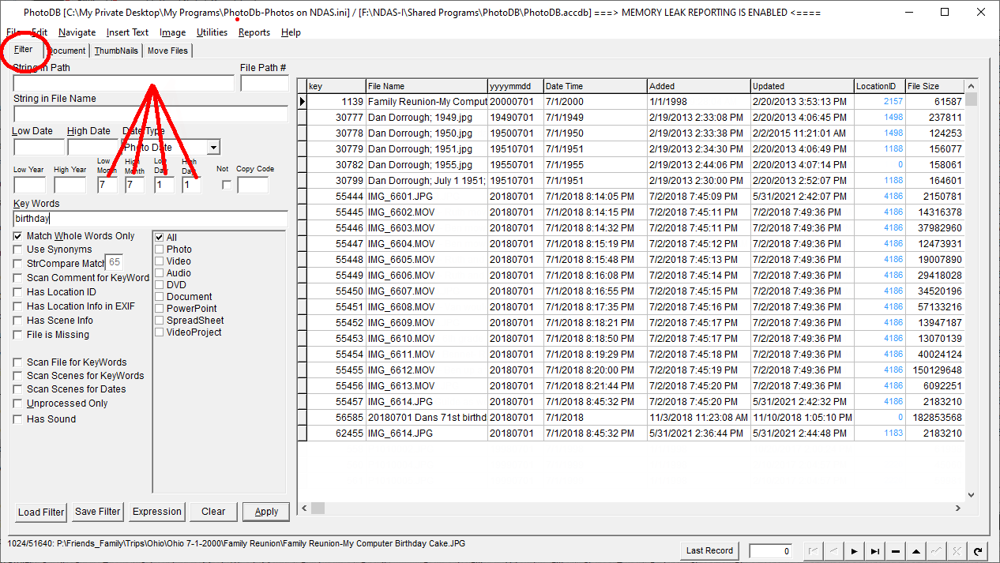 PhotoDb [C:\My Private Desktop\My Programs\PhotoDb-Photos on NDAS.ini] / [F:\NDAS-I\Shared Programs\PhotoDB\PhotoDB.accdb] ===> MEMORY LEAK REPORTING IS ENABLED <====
File Edit Navigate Insert Text Image Utilities Reports Help
Filter Document ThumbNails Move Files
String in Path File Path #
String in File Name
Low Date High Date Date Type
Photo Date
Low Year High Year Low Month High Month Low Day High Day Not Copy Code
7 7 1 1
Key Words
birthday
Match Whole Words Only
Use Synonyms
StrCompare Match 65
Scan Comment for KeyWord
Has Location ID
Has Location Info in EXIF
Has Scene Info
File is Missing
Scan File for KeyWords
Scan Scenes for KeyWords
Scan Scenes for Dates
Unprocessed Only
Has Sound
All
Photo
Video
Audio
DVD
Document
PowerPoint
SpreadSheet
VideoProject
Load Filter Save Filter Expression Clear Apply
key File Name yyyymmdd Date Time Added Updated LocationID File Size
1139 Family Reunion-My Comput 20000701 7/1/2000 1/1/1998 2/20/2013 3:53:13 PM 2157 61587
30777 Dan Dorrough; 1949.jpg 19490701 7/1/1949 2/19/2013 2:33:08 PM 2/20/2013 4:06:45 PM 1498 237811
30778 Dan Dorrough; 1950.jpg 19500701 7/1/1950 2/19/2013 2:33:38 PM 2/2/2015 11:21:01 AM 1498 124253
30779 Dan Dorrough; 1951.jpg 19510701 7/1/1951 2/19/2013 2:34:30 PM 2/20/2013 4:06:49 PM 1188 156077
30782 Dan Dorrough; 1955.jpg 19550701 7/1/1955 2/19/2013 2:44:06 PM 2/20/2013 4:07:14 PM 0 158061
30799 Dan Dorrough; July 1 1951; 19510701 7/1/1951 2/19/2013 2:30:00 PM 2/20/2013 2:52:07 PM 1188 164601
55444 IMG_6601.JPG 20180701 7/1/2018 8:14:05 PM 7/2/2018 7:45:09 PM 5/31/2021 2:42:07 PM 4186 2150781
55445 IMG_6602.MOV 20180701 7/1/2018 8:14:15 PM 7/2/2018 7:45:11 PM 7/2/2018 7:49:36 PM 4186 14316378
55446 IMG_6603.MOV 20180701 7/1/2018 8:14:32 PM 7/2/2018 7:45:11 PM 7/2/2018 7:49:36 PM 4186 37982960
55447 IMG_6604.MOV 20180701 7/1/2018 8:15:19 PM 7/2/2018 7:45:12 PM 7/2/2018 7:49:36 PM 4186 12473931
55448 IMG_6605.MOV 20180701 7/1/2018 8:15:48 PM 7/2/2018 7:45:13 PM 7/2/2018 7:49:36 PM 4186 19007890
55449 IMG_6606.MOV 20180701 7/1/2018 8:16:08 PM 7/2/2018 7:45:14 PM 7/2/2018 7:49:36 PM 4186 29418028
55450 IMG_6607.MOV 20180701 7/1/2018 8:16:55 PM 7/2/2018 7:45:15 PM 7/2/2018 7:49:36 PM 4186 34520196
55451 IMG_6608.MOV 20180701 7/1/2018 8:17:35 PM 7/2/2018 7:45:16 PM 7/2/2018 7:49:36 PM 4186 57133216
55452 IMG_6609.MOV 20180701 7/1/2018 8:18:21 PM 7/2/2018 7:45:17 PM 7/2/2018 7:49:36 PM 4186 13947187
55453 IMG_6610.MOV 20180701 7/1/2018 8:18:50 PM 7/2/2018 7:45:17 PM 7/2/2018 7:49:36 PM 4186 13070139
55454 IMG_6611.MOV 20180701 7/1/2018 8:19:29 PM 7/2/2018 7:45:18 PM 7/2/2018 7:49:36 PM 4186 40024124
55455 IMG_6612.MOV 20180701 7/1/2018 8:20:00 PM 7/2/2018 7:45:19 PM 7/2/2018 7:49:36 PM 4186 150129648
55456 IMG_6613.MOV 20180701 7/1/2018 8:21:44 PM 7/2/2018 7:45:20 PM 7/2/2018 7:49:36 PM 4186 6092251
55457 IMG_6614.JPG 20180701 7/1/2018 8:45:32 PM 7/2/2018 7:45:20 PM 5/31/2021 2:42:32 PM 4186 2183210
56585 20180701 Dans 71st birthd 20180701 7/1/2018 11/3/2018 11:23:08 AM 11/10/2018 1:05:10 PM 0 182853568
62455 IMG_6614.JPG 20180701 7/1/2018 8:45:32 PM 5/31/2021 2:36:44 PM 5/31/2021 2:44:48 PM 1183 2183210
1024/51640: P:\Friends_Family\Trips\Ohio\Ohio 7-1-2000\Family Reunion\Family Reunion-My Computer Birthday Cake.JPG
Last Record 0